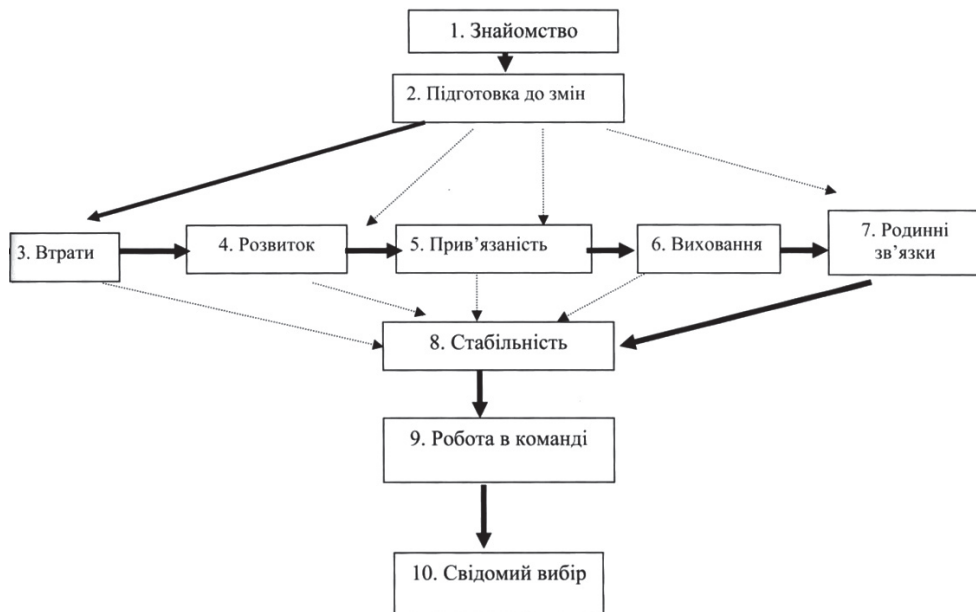 1. Знайомство
2. Підготовка до змін
3. Втрати
4. Розвиток
5. Прив'язаність
6. Виховання
7. Родинні
зв'язки
8. Стабільність
9. Робота в команді
10. Свідомий вибір